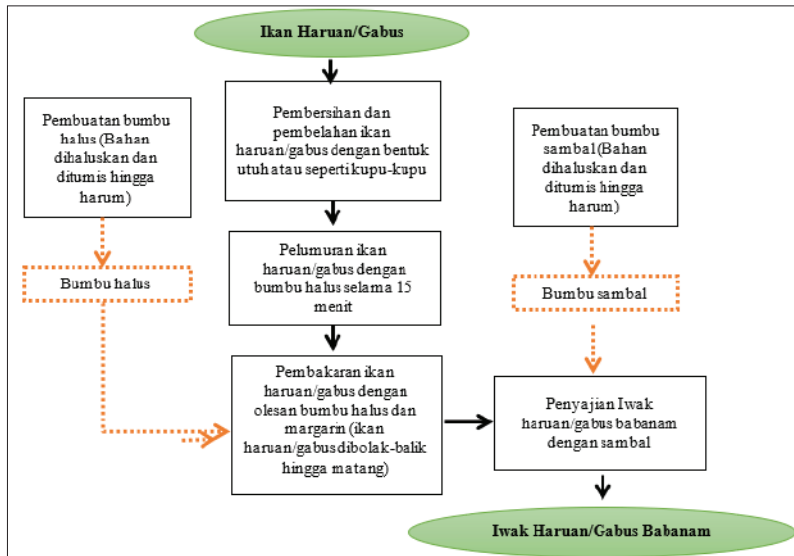 Ikan Haruan/Gabus
Pembuatan bumbu
halus (Bahan
dihaluskan dan
ditumis hingga
harum)
Pembersihan dan
pembelahan ikan
haruan/gabus dengan bentuk
utuh atau seperti kupu-kupu
Pembuatan bumbu
sambal (Bahan
dihaluskan dan
ditumis hingga
harum)
Pelumuran ikan
haruan/gabus dengan
bumbu halus selama 15
menit
Bumbu halus
Bumbu sambal
Pembakaran ikan
haruan/gabus dengan
olesan bumbu halus dan
margarin (ikan
haruan/gabus dibolak-balik
hingga matang)
Penyajian Iwak
haruan/gabus babanam
dengan sambal
Iwak Haruan/Gabus Babanam